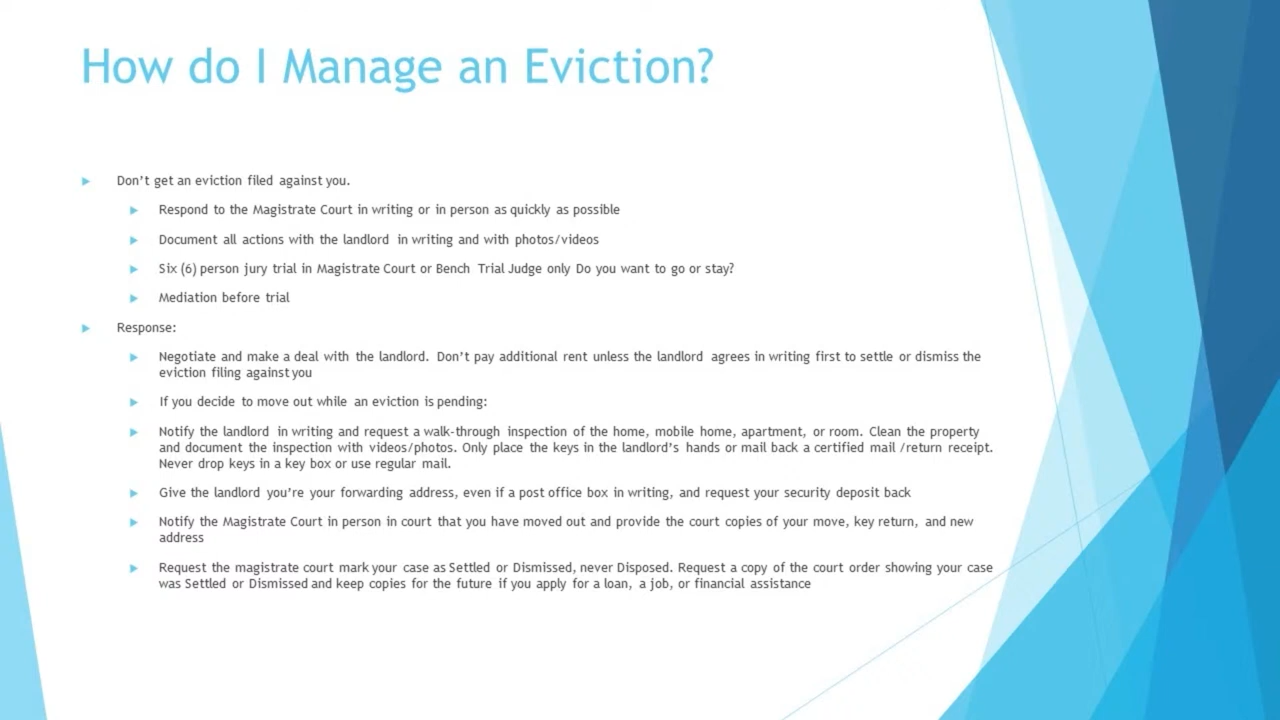 How do I Manage an Eviction?
Don't get an eviction filed against you.
Respond to the Magistrate Court in writing or in person as quickly as possible
Document all actions with the landlord in writing and with photos/videos
Six (6) person jury trial in Magistrate Court or Bench Trial Judge only Do you want to go or stay?
Mediation before trial
Response:
Negotiate and make a deal with the landlord. Don't pay additional rent unless the landlord agrees in writing first to settle or dismiss the
eviction filing against you
If you decide to move out while an eviction is pending:
Notify the landlord in writing and request a walk-through inspection of the home, mobile home, apartment, or room. Clean the property
and document the inspection with videos/photos. Only place the keys in the landlord's hands or mail back a certified mail /return receipt.
Never drop keys in a key box or use regular mail.
Give the landlord you're your forwarding address, even if a post office box in writing, and request your security deposit back
Notify the Magistrate Court in person in court that you have moved out and provide the court copies of your move, key return, and new
address
Request the magistrate court mark your case as Settled or Dismissed, never Disposed. Request a copy of the court order showing your case
was Settled or Dismissed and keep copies for the future if you apply for a loan, a job, or financial assistance